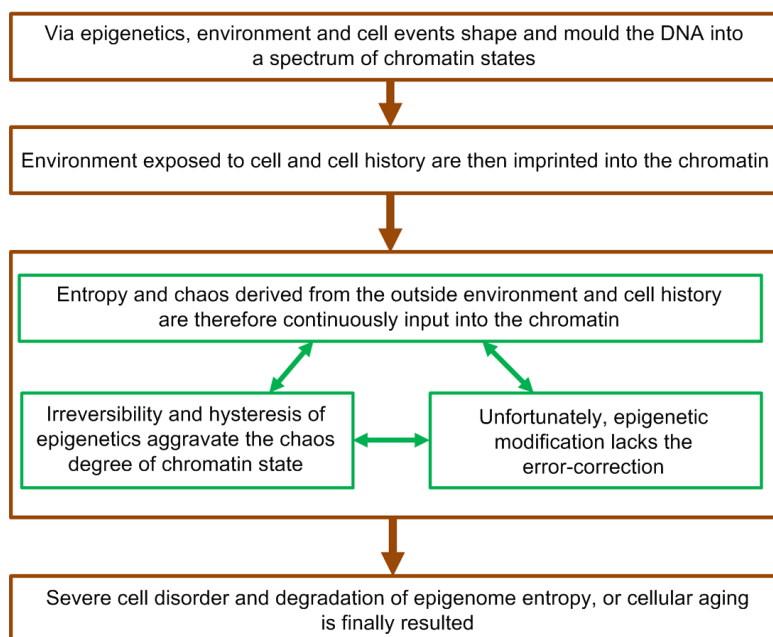 Via epigenetics, environment and cell events shape and mould the DNA into
a spectrum of chromatin states
Environment exposed to cell and cell history are then imprinted into the chromatin
Entropy and chaos derived from the outside environment and cell history
are therefore continuously input into the chromatin
Irreversibility and hysteresis of
epigenetics aggravate the chaos
degree of chromatin state
Unfortunately, epigenetic
modification lacks the
error-correction
Severe cell disorder and degradation of epigenome entropy, or cellular aging
is finally resulted